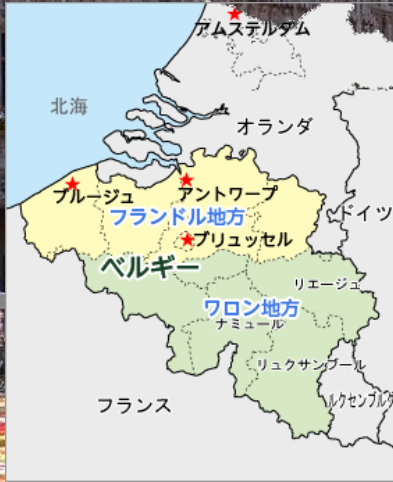 アムステルダム
北海
オランダ
ブルージュ
アントワープ
フランドル地方
ドイツ
ブリュッセル
ベルギー
リエージュ
ワロン地方
ナミュール
リュクサンブール
フランス
ルクセンブルグ